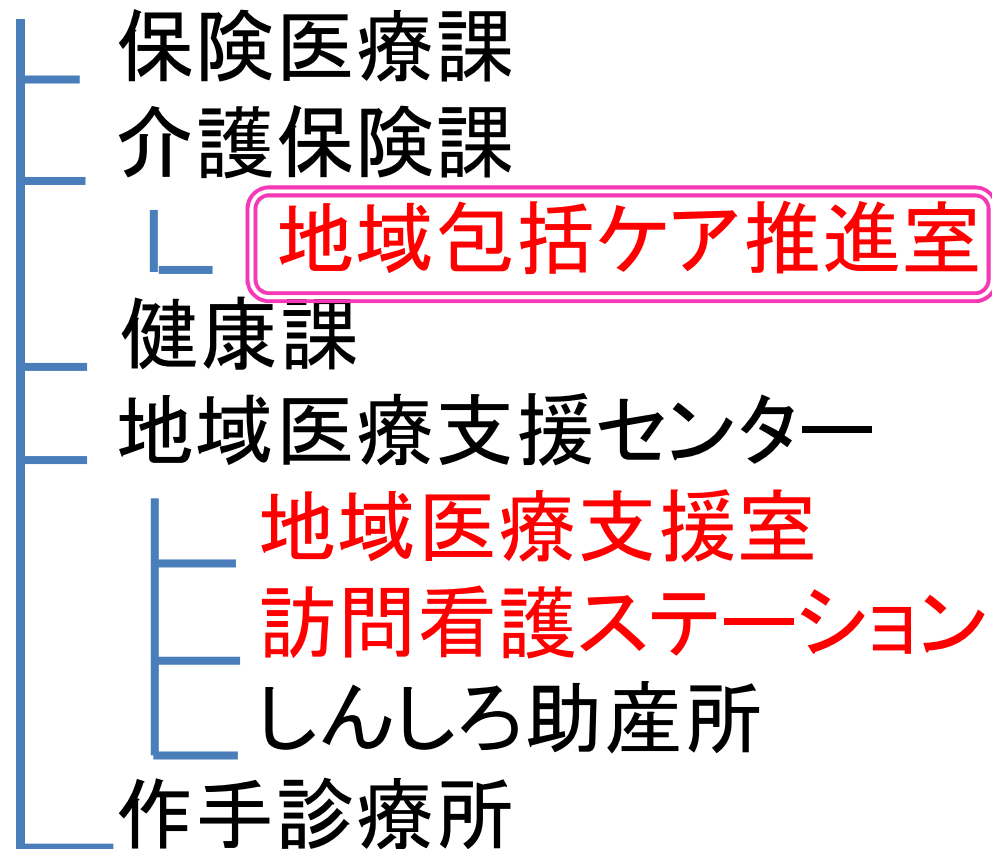 保険医療課
介護保険課
地域包括ケア推進室
健康課
地域医療支援センター
地域医療支援室
訪問看護ステーション
しんしろ助産所
作手診療所